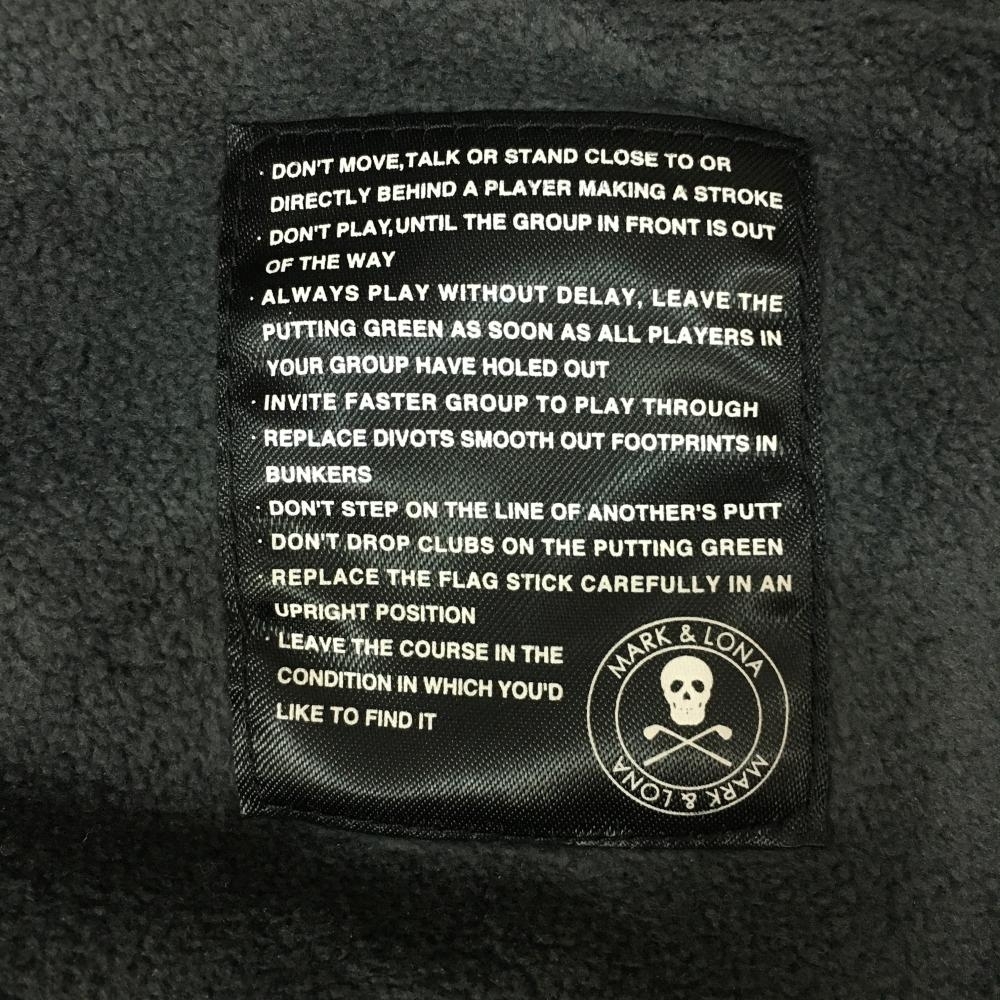 · DON'T MOVE,TALK OR STAND CLOSE TO OR
DIRECTLY BEHIND A PLAYER MAKING A STROKE
· DON'T PLAY,UNTIL THE GROUP IN FRONT IS OUT
OF THE WAY
· ALWAYS PLAY WITHOUT DELAY, LEAVE THE
PUTTING GREEN AS SOON AS ALL PLAYERS IN
YOUR GROUP HAVE HOLED OUT
· INVITE FASTER GROUP TO PLAY THROUGH
· REPLACE DIVOTS SMOOTH OUT FOOTPRINTS IN
BUNKERS
· DON'T STEP ON THE LINE OF ANOTHER'S PUTT
· DON'T DROP CLUBS ON THE PUTTING GREEN
· REPLACE THE FLAG STICK CAREFULLY IN AN
UPRIGHT POSITION
· LEAVE THE COURSE IN THE
CONDITION IN WHICH YOU'D
LIKE TO FIND IT
MARK & LONA
MARK & LONA